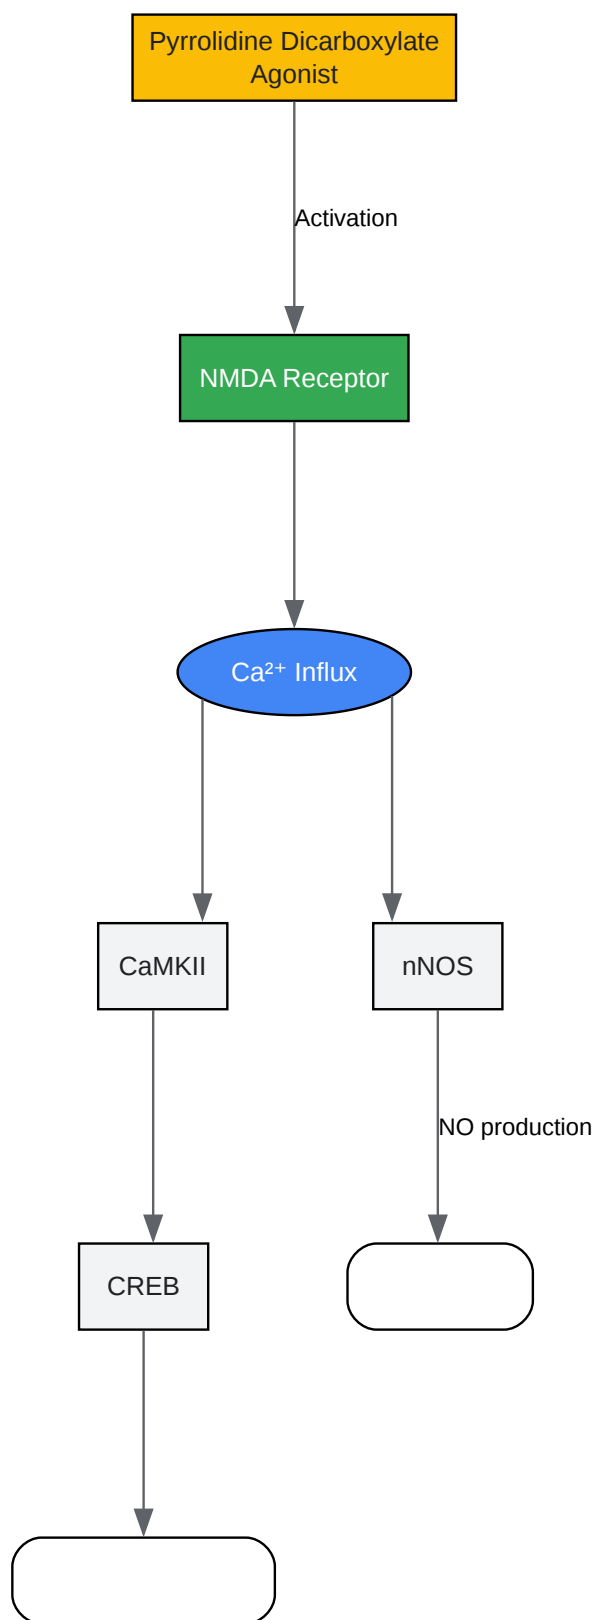 Pyrrolidine Dicarboxylate
Agonist
Activation
NMDA Receptor
Ca²⁺ Influx
CaMKII
nNOS
NO production
CREB